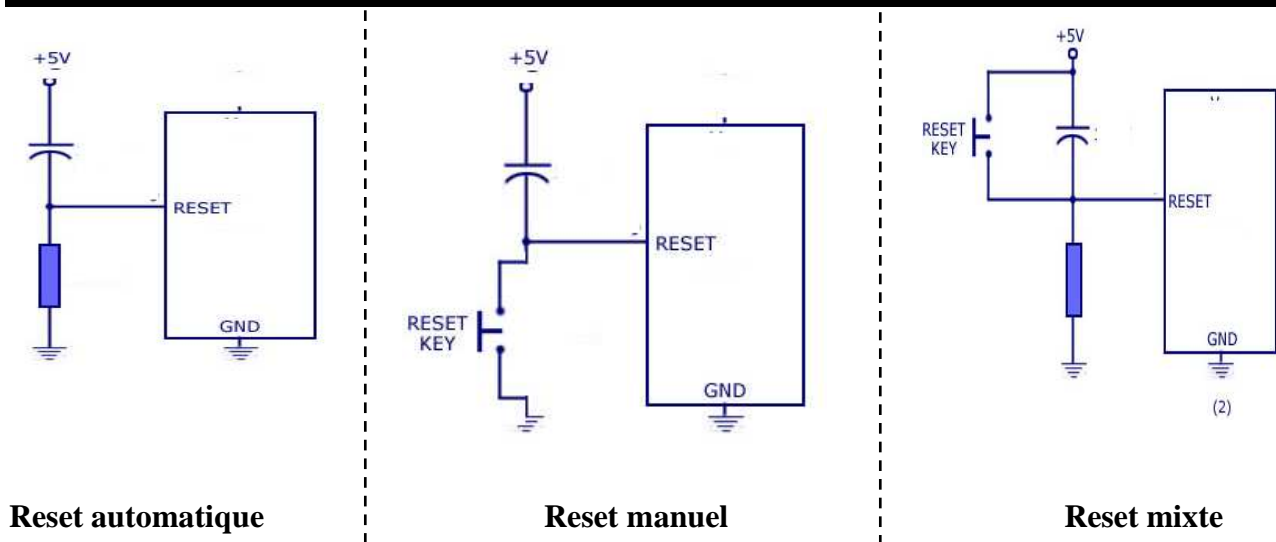 +5V
RESET
GND
Reset automatique
+5V
RESET
RESET
KEY
GND
Reset manuel
+5V
RESET
KEY
RESET
GND
(2)
Reset mixte